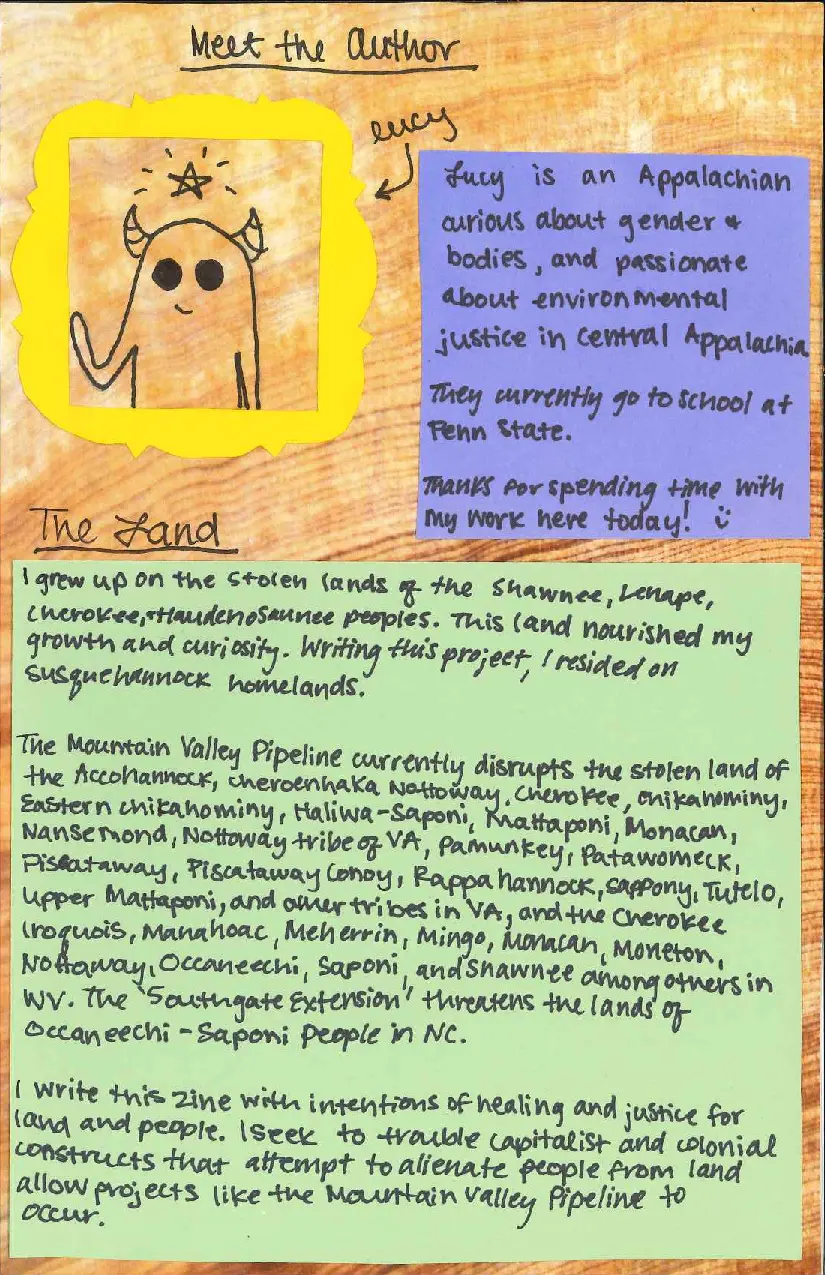 Meet the Author
Lucy
Lucy is an Appalachian
curious about gender &
bodies, and passionate
about environmental
justice in Central Appalachia
They currently go to school at
Penn State.
Thanks for spending time with
my work here today! :)
The Land
I grew up on the stolen lands of the Shawnee, Lenape,
Cherokee, + Haudenosaunee peoples. This land nourished my
growth and curiosity. Writing this project, I resided on
Susquehannock homelands.
The Mountain Valley Pipeline currently disrupts the stolen land of
the Accohannock, Cheroenhaka Nottoway, Cherokee, Chikahominy,
Eastern Chikahominy, Haliwa-Saponi, Mattaponi, Monacan,
Nansemond, Nottoway tribe of VA, Pamunkey, Patawomeck,
Piscataway, Piscataway Conoy, Rappahannock, Sappony, Tutelo,
Upper Mattaponi, and other tribes in VA, and the Cherokee
Iroquois, Manahoac, Meherrin, Mingo, Monacan, Moneton,
Nottaway, Occaneechi, Saponi, and Shawnee among others in
WV. The 'Southgate Extension' threatens the lands of
Occaneechi-Saponi People in NC.
I write this zine with intentions of healing and justice for
land and people. I seek to trouble capitalist and colonial
constructs that attempt to alienate people from land
allow projects like the Mountain Valley Pipeline to
occur.